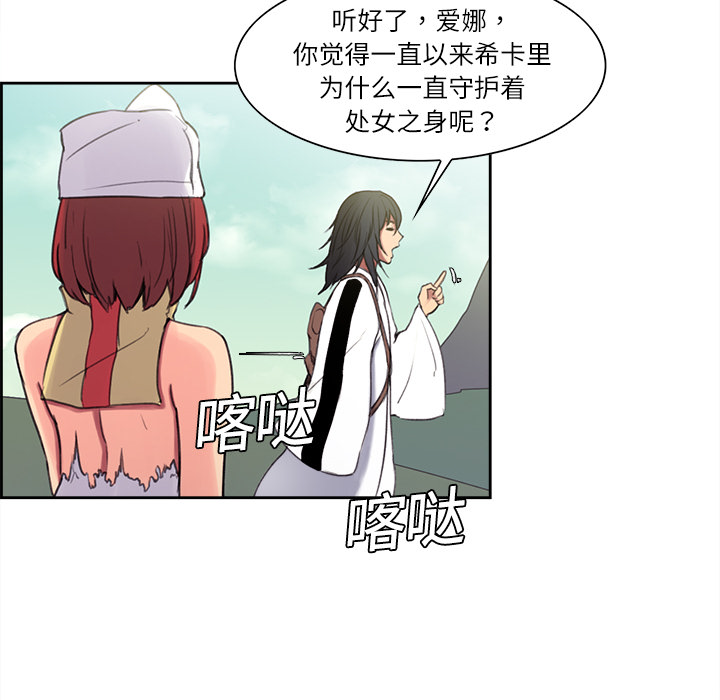 听好了，爱娜，
你觉得一直以来希卡里
为什么一直守护着
处女之身呢？
喀哒
喀哒